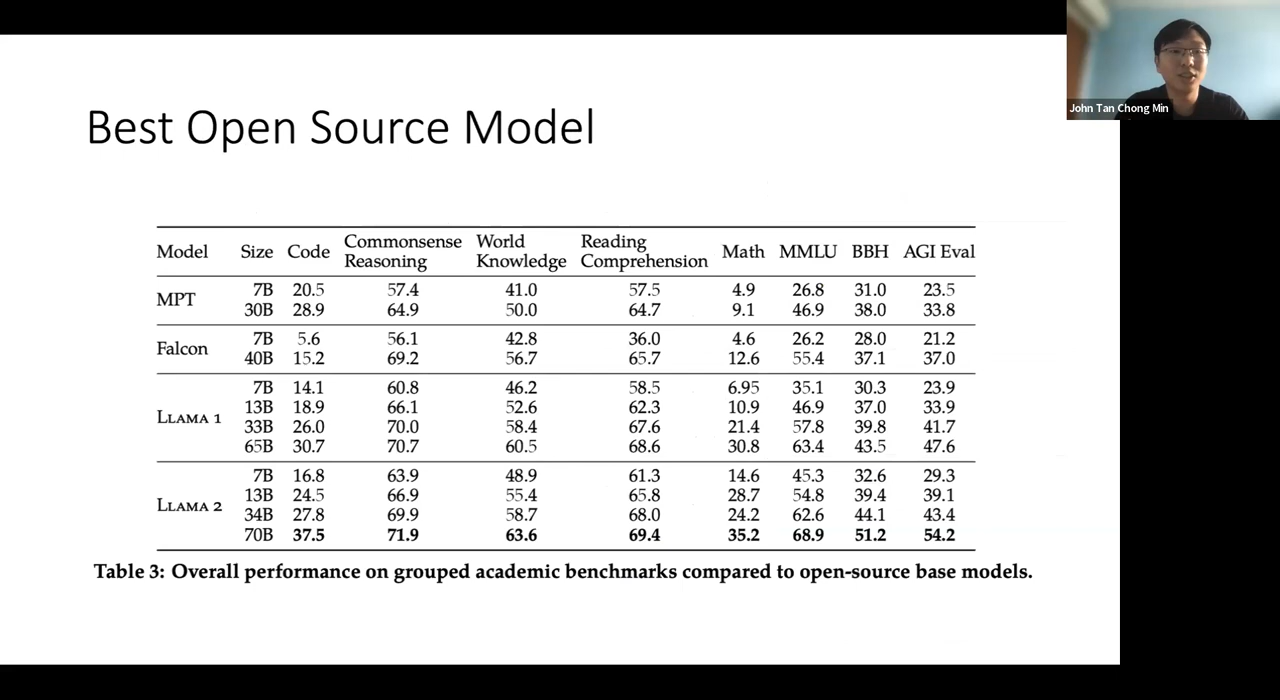 John Tan Chong Min
Best Open Source Model
Model Size Code Commonsense Reasoning World Knowledge Reading Comprehension Math MMLU BBH AGI Eval
MPT
7B 20.5 57.4 41.0 57.5 4.9 26.8 31.0 23.5
30B 28.9 64.9 50.0 64.7 9.1 46.9 38.0 33.8
Falcon
7B 5.6 56.1 42.8 36.0 4.6 26.2 28.0 21.2
40B 15.2 69.2 56.7 65.7 12.6 55.4 37.1 37.0
LLAMA 1
7B 14.1 60.8 46.2 58.5 6.95 35.1 30.3 23.9
13B 18.9 66.1 52.6 62.3 10.9 46.9 37.0 33.9
33B 26.0 70.0 58.4 67.6 21.4 57.8 39.8 41.7
65B 30.7 70.7 60.5 68.6 30.8 63.4 43.5 47.6
LLAMA 2
7B 16.8 63.9 48.9 61.3 14.6 45.3 32.6 29.3
13B 24.5 66.9 55.4 65.8 28.7 54.8 39.4 39.1
34B 27.8 69.9 58.7 68.0 24.2 62.6 44.1 43.4
70B 37.5 71.9 63.6 69.4 35.2 68.9 51.2 54.2
Table 3: Overall performance on grouped academic benchmarks compared to open-source base models.